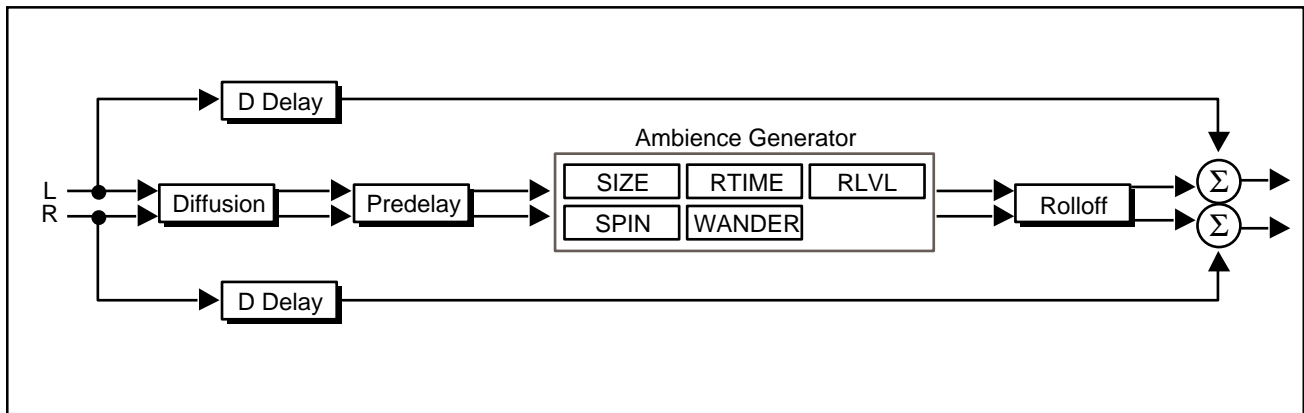 D Delay
Ambience Generator
L
R
Diffusion
Predelay
SIZE
RTIME
RLVL
SPIN
WANDER
Rolloff
Σ
Σ
D Delay